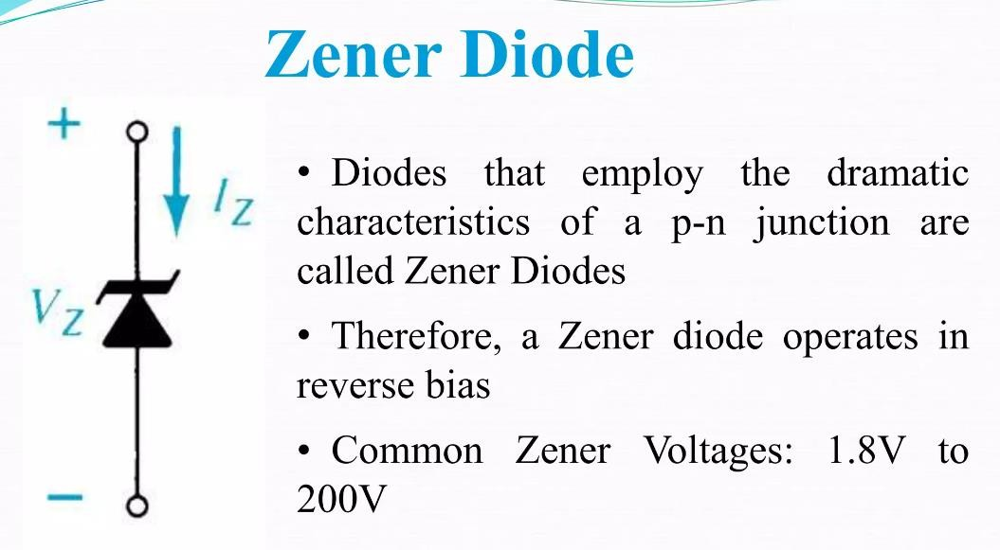 Zener Diode
+
I_Z
V_Z
−
• Diodes that employ the dramatic
characteristics of a p-n junction are
called Zener Diodes
• Therefore, a Zener diode operates in
reverse bias
• Common Zener Voltages: 1.8V to
200V